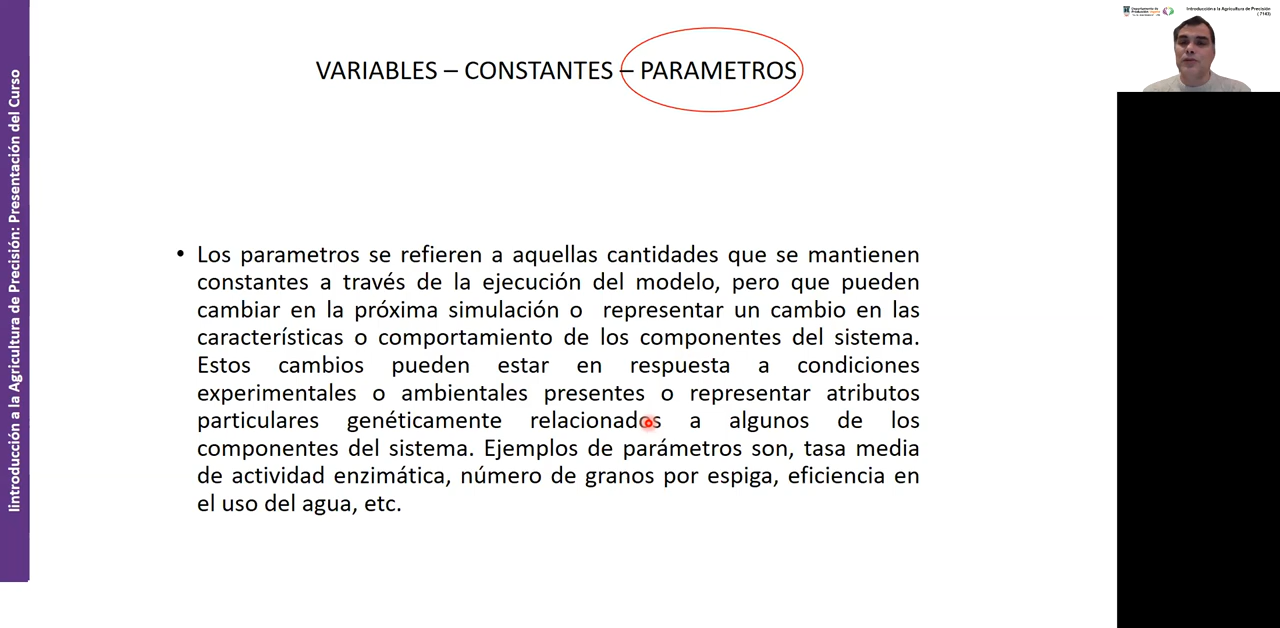 Iintroducción a la Agricultura de Precisión: Presentación del Curso
VARIABLES – CONSTANTES – PARAMETROS
• Los parametros se refieren a aquellas cantidades que se mantienen
constantes a través de la ejecución del modelo, pero que pueden
cambiar en la próxima simulación o representar un cambio en las
características o comportamiento de los componentes del sistema.
Estos cambios pueden estar en respuesta a condiciones
experimentales o ambientales presentes o representar atributos
particulares genéticamente relacionados a algunos de los
componentes del sistema. Ejemplos de parámetros son, tasa media
de actividad enzimática, número de granos por espiga, eficiencia en
el uso del agua, etc.
Departamento de
Producción
Introducción a la Agricultura de Precisión
(7143)